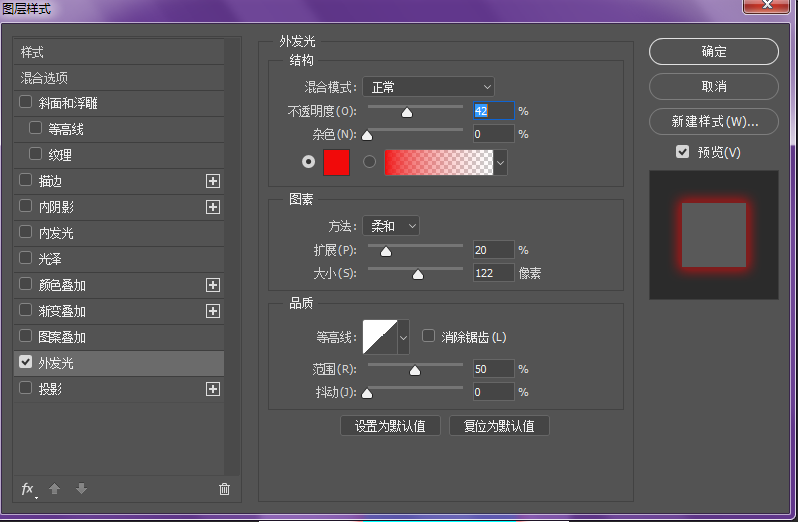 图层样式
样式
混合选项
斜面和浮雕
等高线
纹理
描边
内阴影
内发光
光泽
颜色叠加
渐变叠加
图案叠加
外发光
投影
fx
外发光
结构
混合模式: 正常
不透明度(O): 42 %
杂色(N): 0 %
图素
方法: 柔和
扩展(P): 20 %
大小(S): 122 像素
品质
等高线: 消除锯齿(L)
范围(R): 50 %
抖动(J): 0 %
设置为默认值 复位为默认值
确定
取消
新建样式(W)...
预览(V)